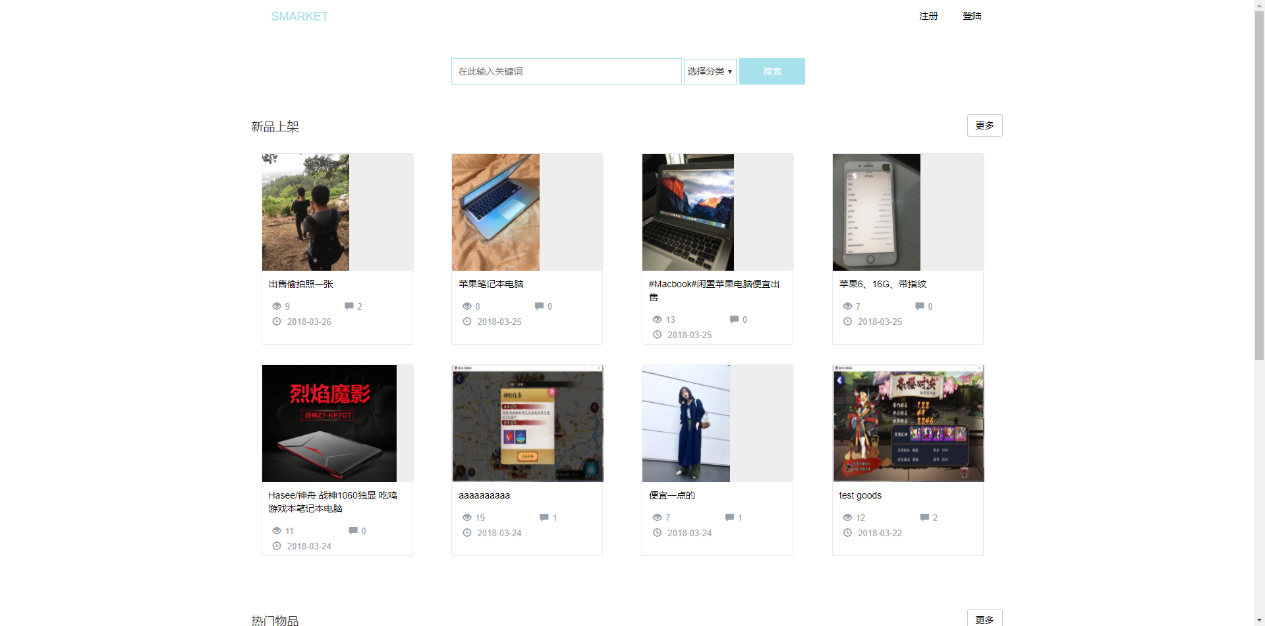 SMARKET
注册 登陆
在此输入关键词 选择分类 搜索
新品上架 更多
出售偷拍照一张
9 2
2018-03-26
苹果笔记本电脑
8 0
2018-03-25
#Macbook#闲置苹果电脑便宜出
售
13 0
2018-03-25
苹果6、16G、带指纹
7 0
2018-03-25
烈焰魔影
战神Z7-KP7GT
Hasee/神舟 战神1060独显 吃鸡
游戏本笔记本电脑
11 0
2018-03-24
aaaaaaaaaa
19 1
2018-03-24
便宜一点的
7 1
2018-03-24
test goods
12 2
2018-03-22
热门物品 更多